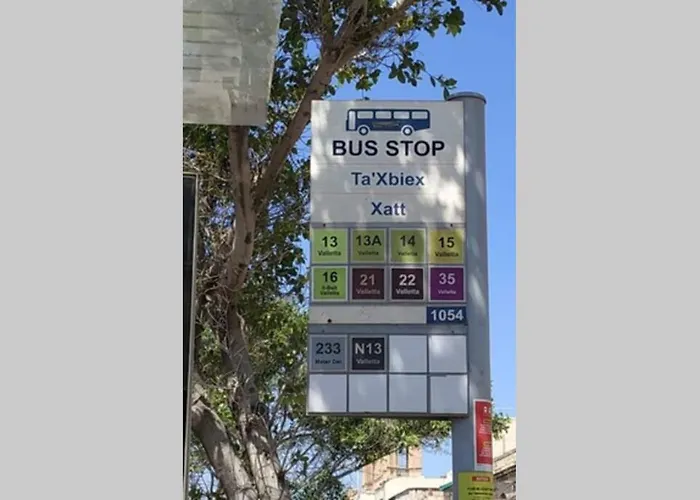 BUS STOP
Ta'Xbiex
Xatt
13 13A 14 15
Valletta Valletta Valletta Valletta
16 21 22 35
Valletta Valletta Valletta Valletta
1054
233 N13
Valletta